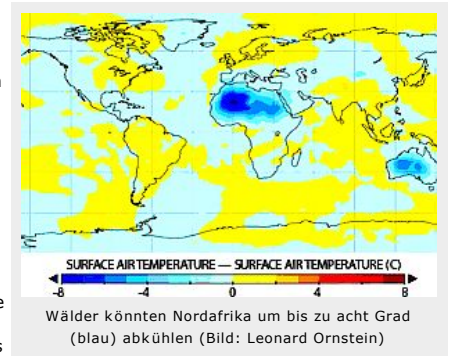 SURFACE AIR TEMPERATURE — SURFACE AIR TEMPERATURE (C)
-8 -4 0 4 8
Wälder könnten Nordafrika um bis zu acht Grad
(blau) abkühlen (Bild: Leonard Ornstein)